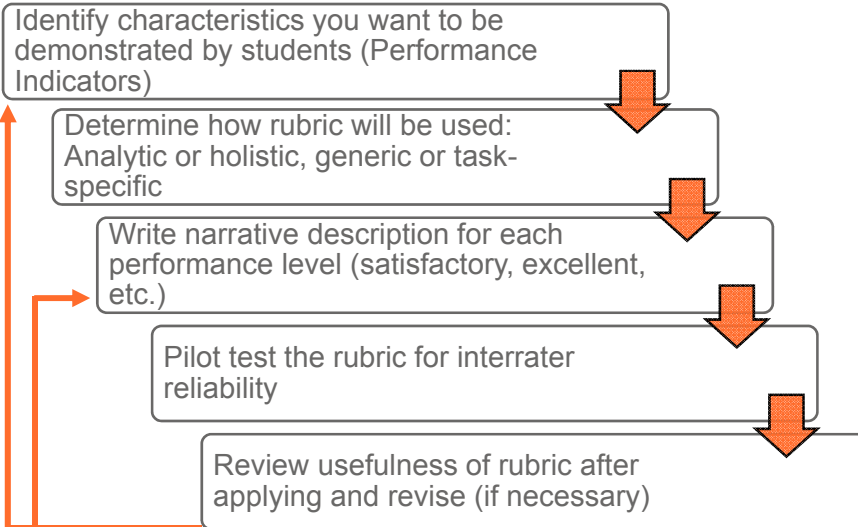 Identify characteristics you want to be
demonstrated by students (Performance
Indicators)
Determine how rubric will be used:
Analytic or holistic, generic or task-
specific
Write narrative description for each
performance level (satisfactory, excellent,
etc.)
Pilot test the rubric for interrater
reliability
Review usefulness of rubric after
applying and revise (if necessary)